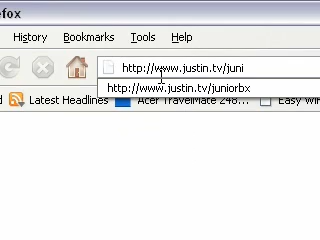 efox
History Bookmarks Tools Help
http://www.justin.tv/juni
http://www.justin.tv/juniorbx
d Latest Headlines Acer TravelMate 248... Easy Wi